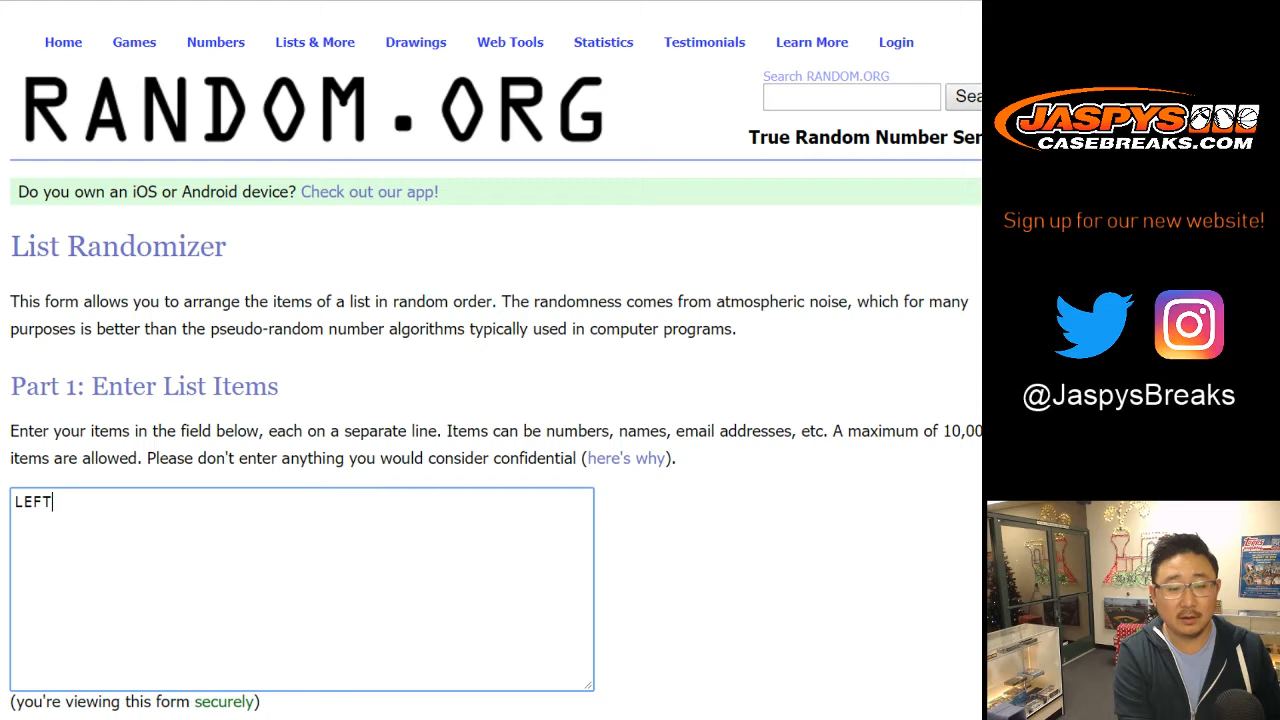 Home Games Numbers Lists & More Drawings Web Tools Statistics Testimonials Learn More Login
RANDOM.ORG
Search RANDOM.ORG
Sea
True Random Number Ser
Do you own an iOS or Android device? Check out our app!
List Randomizer
This form allows you to arrange the items of a list in random order. The randomness comes from atmospheric noise, which for many
purposes is better than the pseudo-random number algorithms typically used in computer programs.
Part 1: Enter List Items
Enter your items in the field below, each on a separate line. Items can be numbers, names, email addresses, etc. A maximum of 10,00
items are allowed. Please don't enter anything you would consider confidential (here's why).
LEFT
(you're viewing this form securely)
JASPYS
CASEBREAKS.COM
Sign up for our new website!
@JaspysBreaks
TOPPS